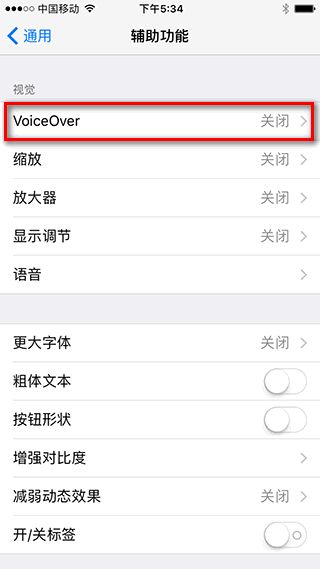 中国移动 下午5:34
通用 辅助功能
视觉
VoiceOver 关闭
缩放 关闭
放大器 关闭
显示调节 关闭
语音
更大字体 关闭
粗体文本
按钮形状
增强对比度
减弱动态效果 关闭
开/关标签